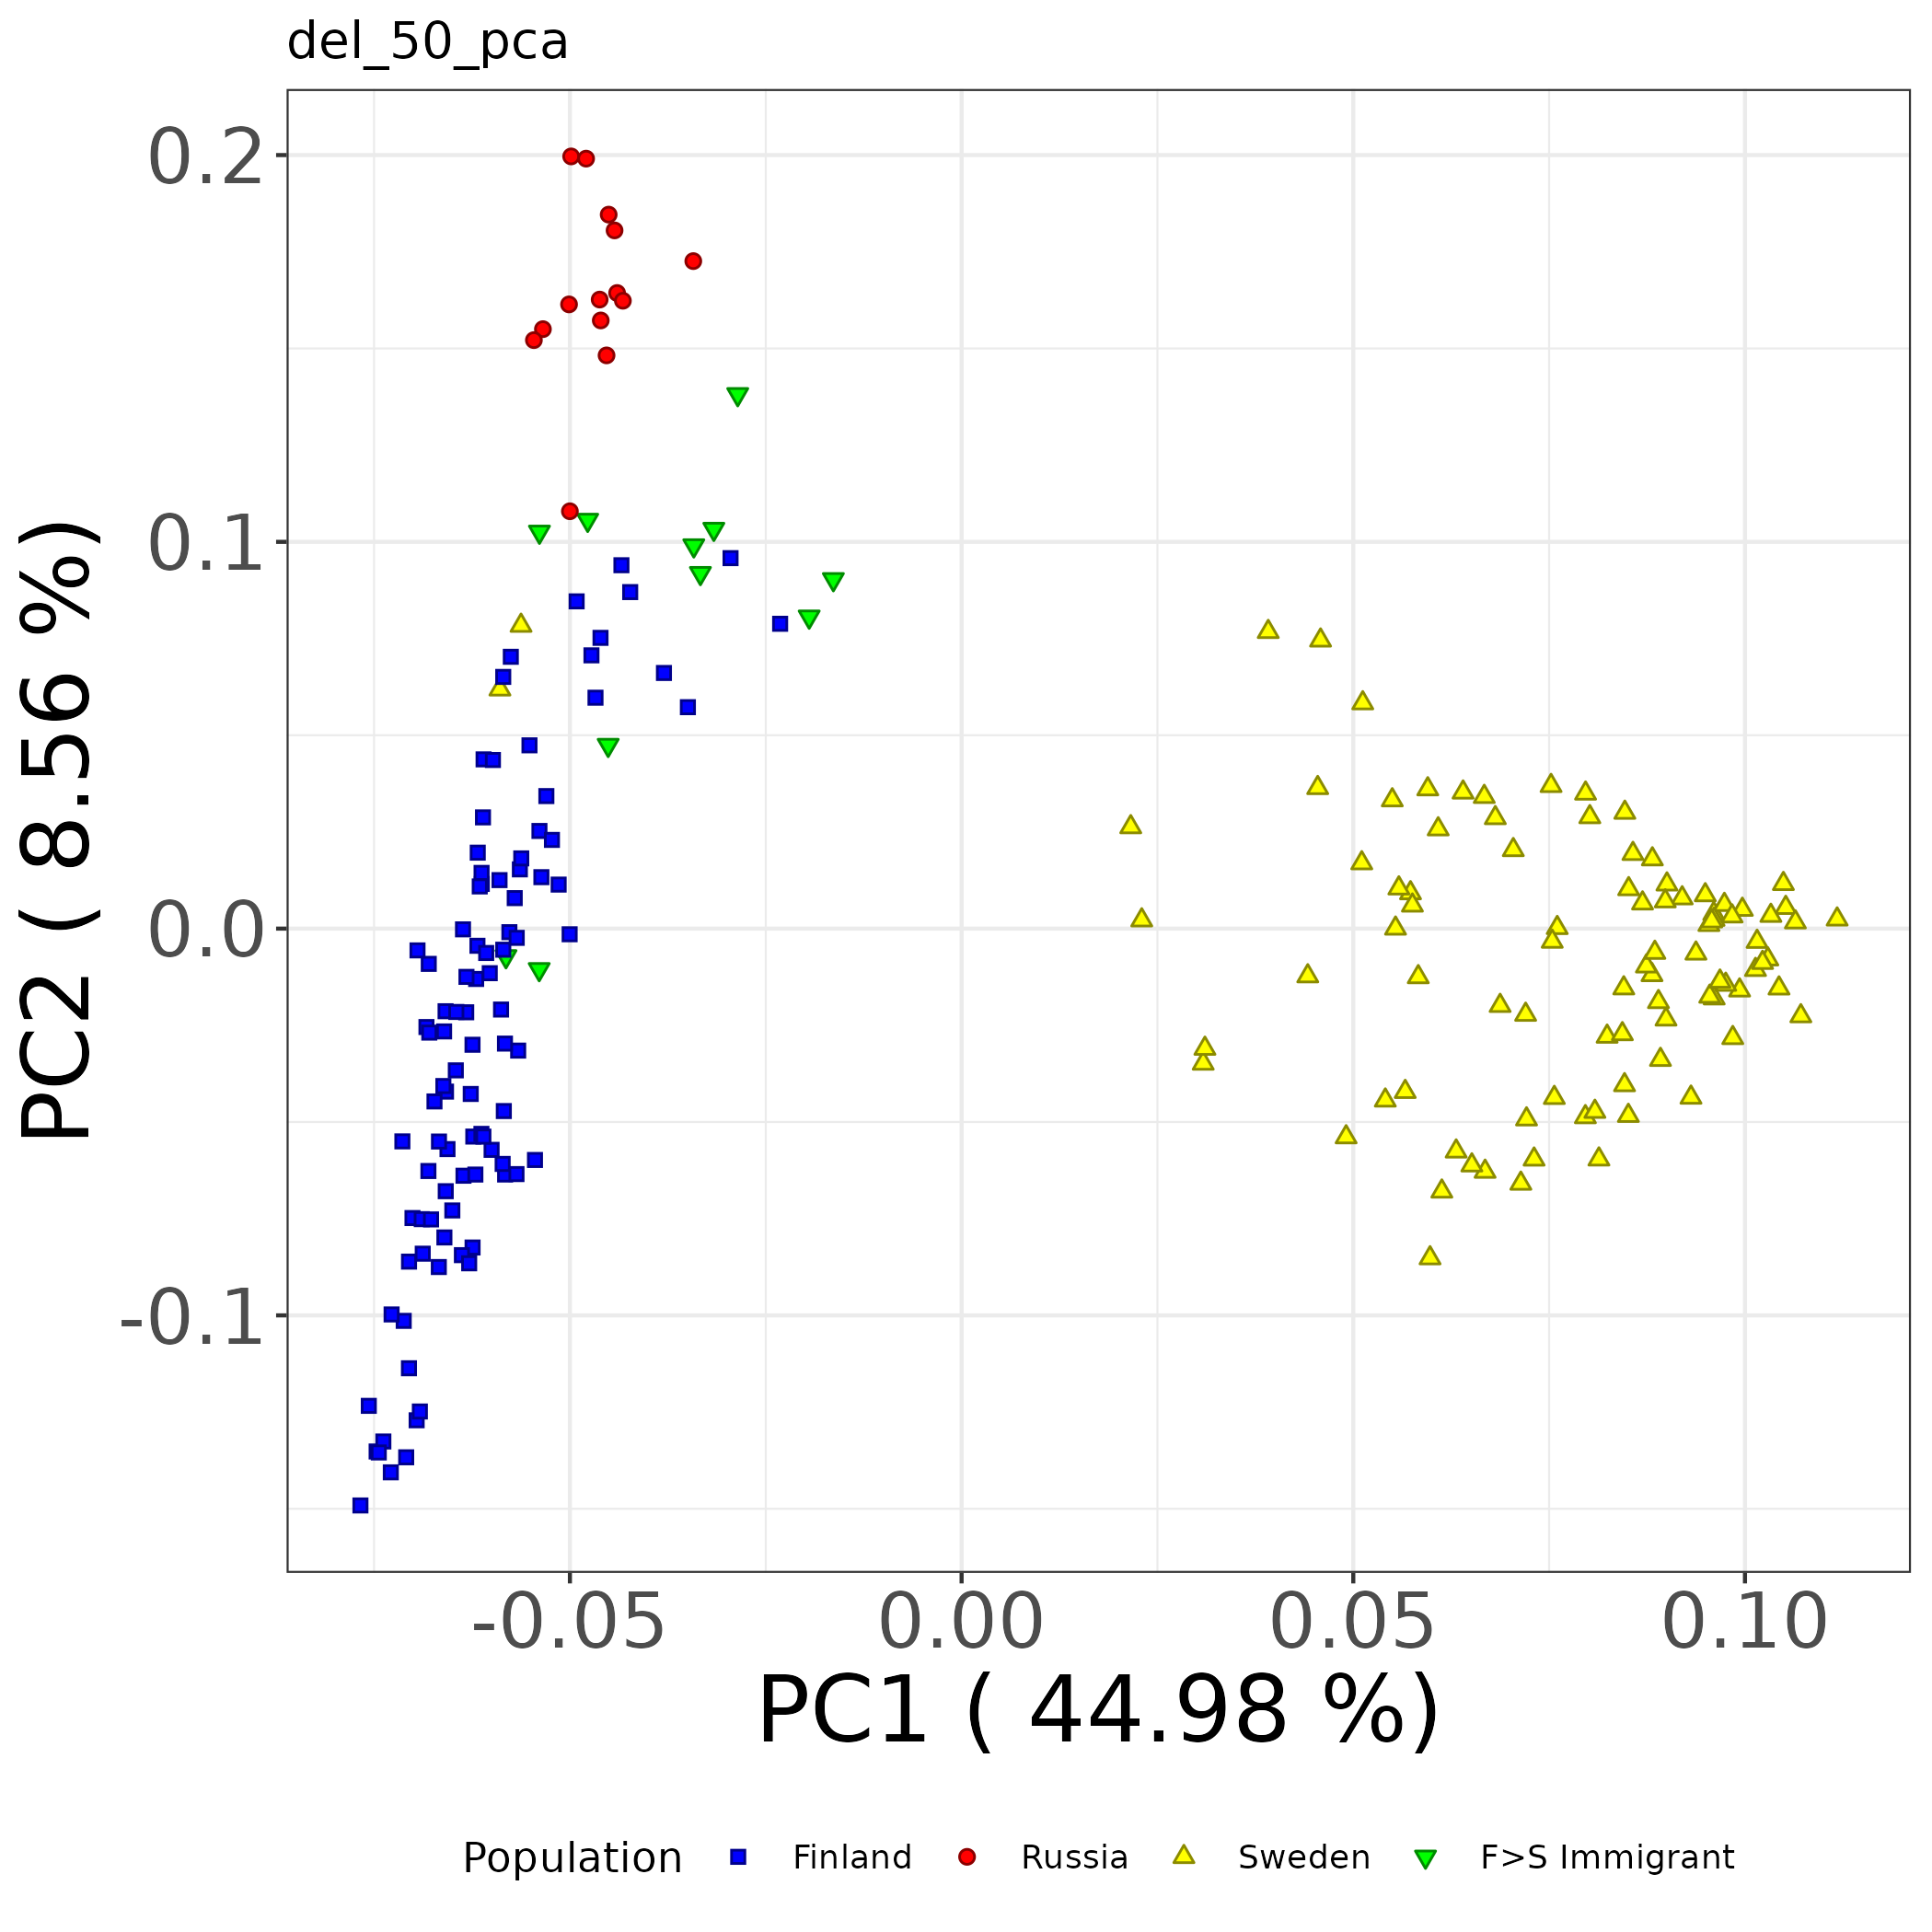 del_50_pca
0.2
0.1
0.0
-0.1
PC2 ( 8.56 %)
-0.05 0.00 0.05 0.10
PC1 ( 44.98 %)
Population Finland Russia Sweden F>S Immigrant